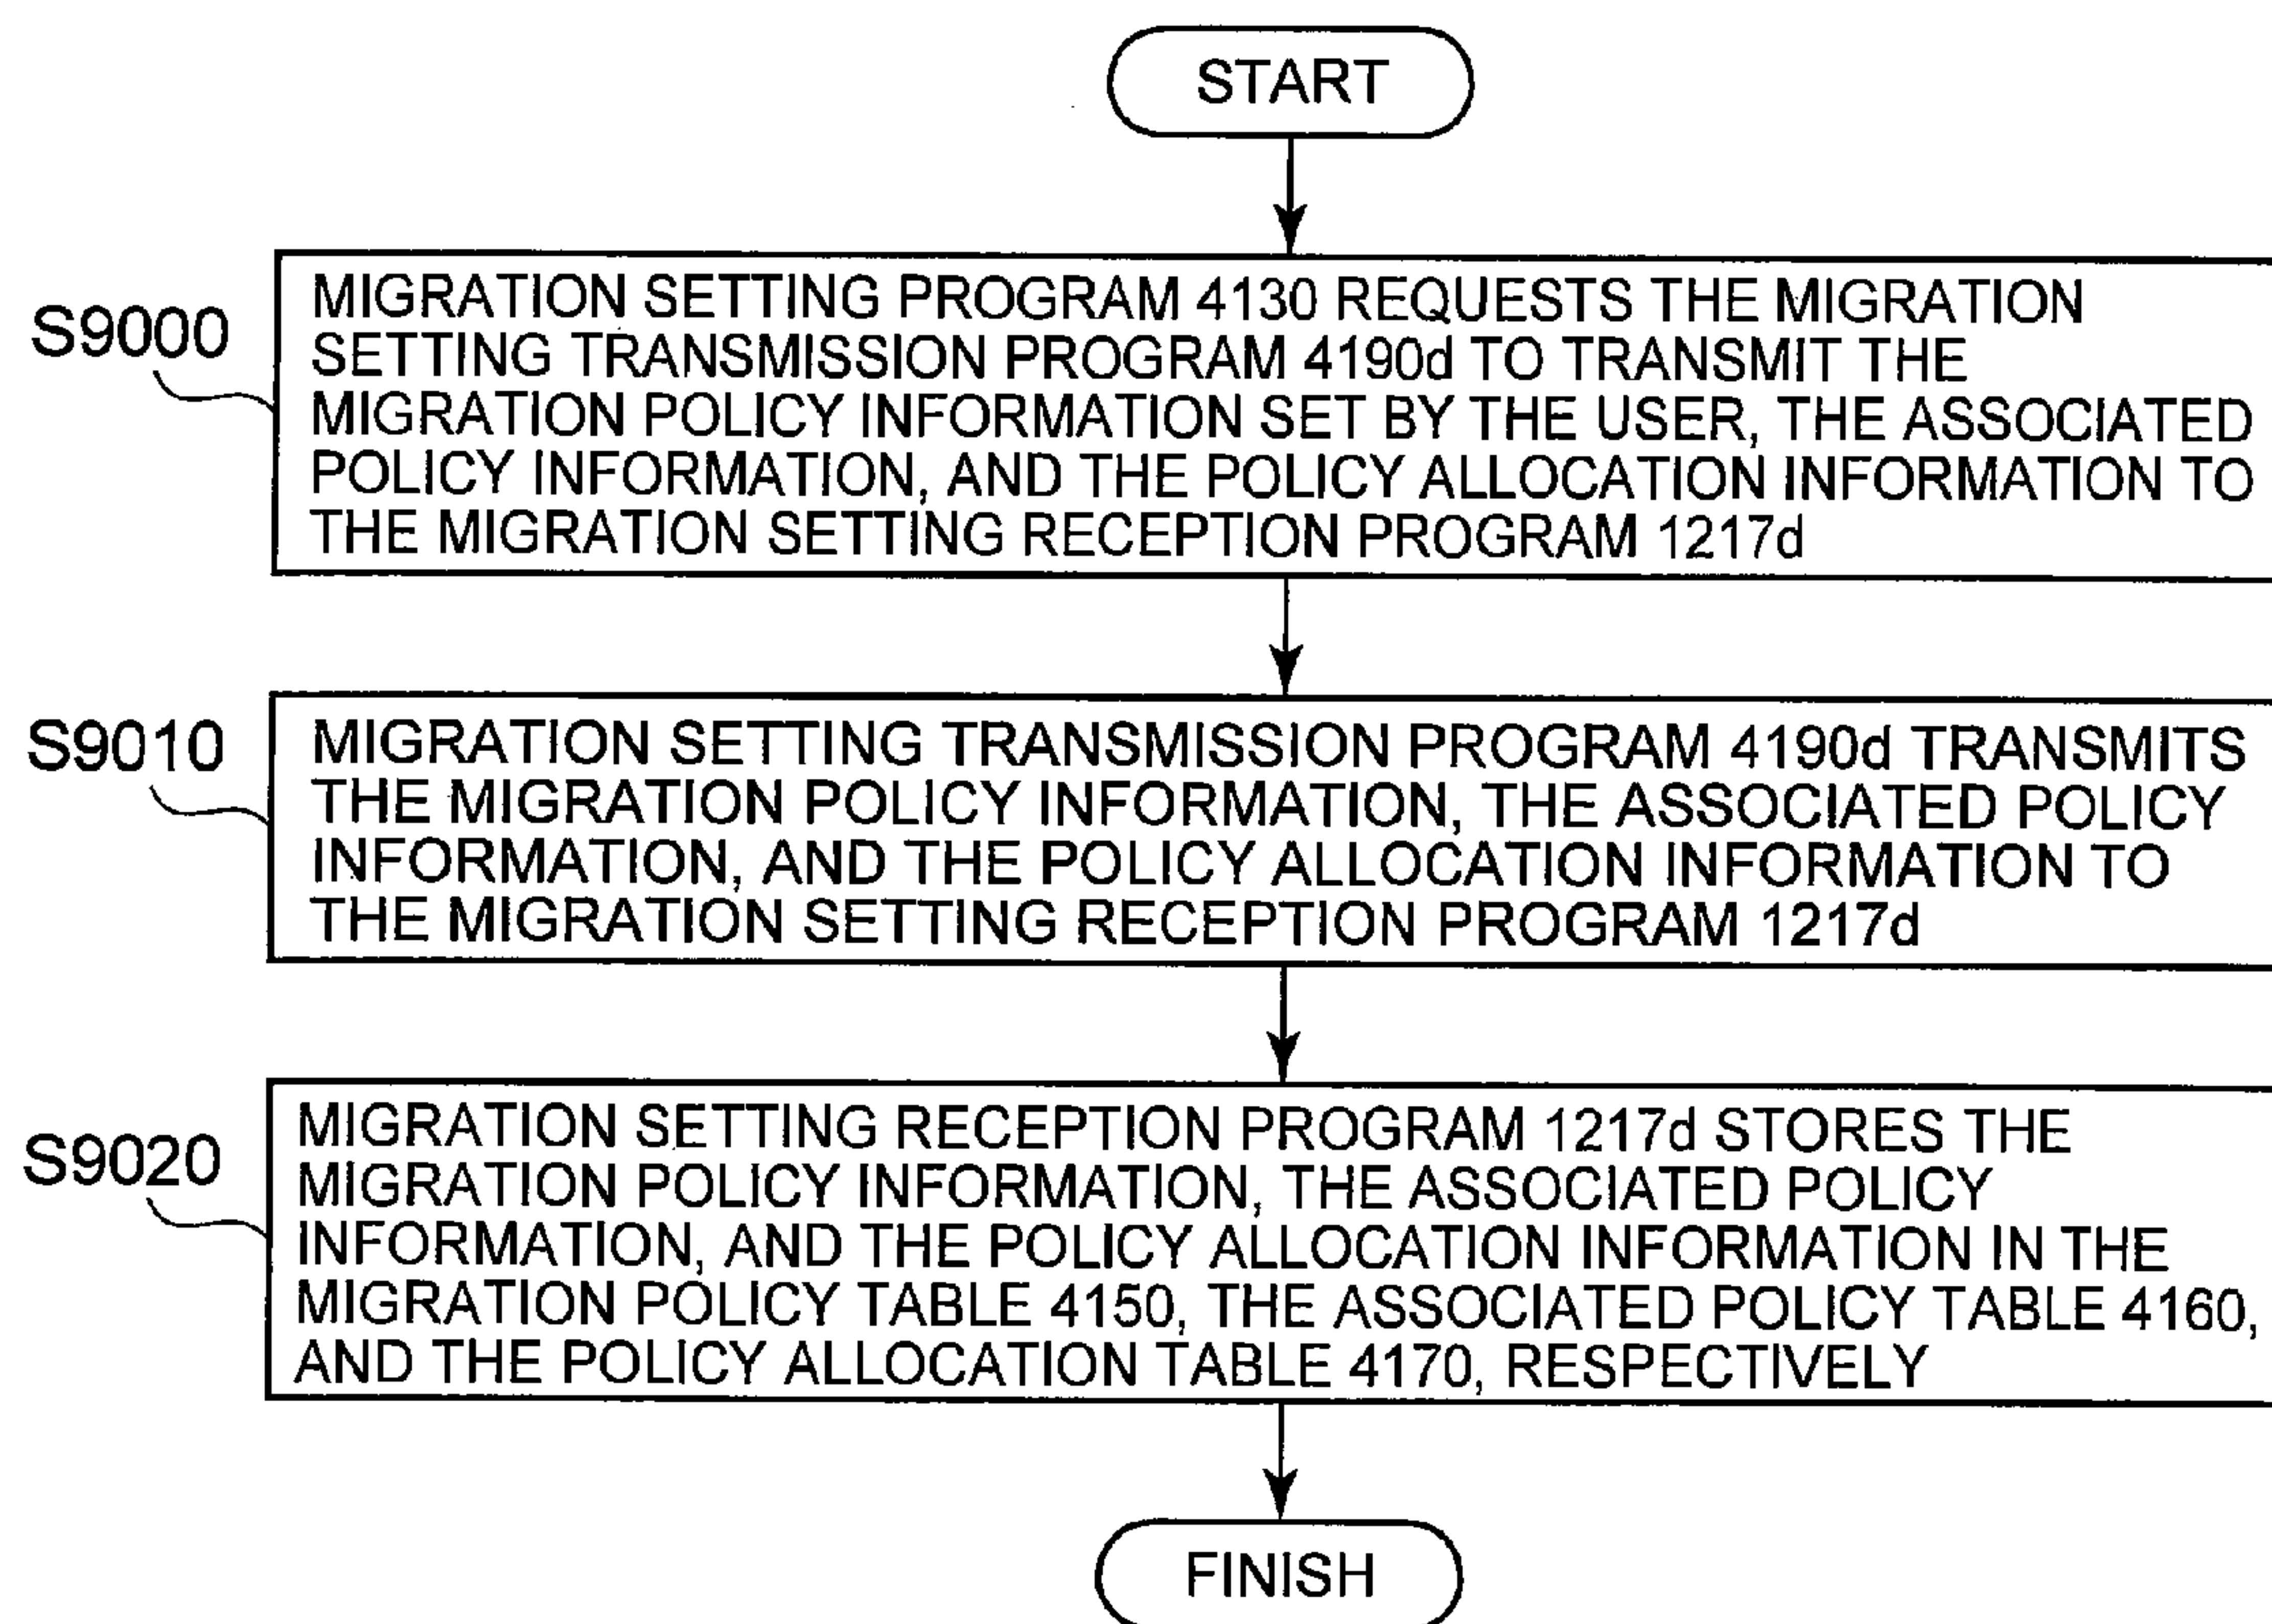 START
S9000
MIGRATION SETTING PROGRAM 4130 REQUESTS THE MIGRATION
SETTING TRANSMISSION PROGRAM 4190d TO TRANSMIT THE
MIGRATION POLICY INFORMATION SET BY THE USER, THE ASSOCIATED
POLICY INFORMATION, AND THE POLICY ALLOCATION INFORMATION TO
THE MIGRATION SETTING RECEPTION PROGRAM 1217d
S9010
MIGRATION SETTING TRANSMISSION PROGRAM 4190d TRANSMITS
THE MIGRATION POLICY INFORMATION, THE ASSOCIATED POLICY
INFORMATION, AND THE POLICY ALLOCATION INFORMATION TO
THE MIGRATION SETTING RECEPTION PROGRAM 1217d
S9020
MIGRATION SETTING RECEPTION PROGRAM 1217d STORES THE
MIGRATION POLICY INFORMATION, THE ASSOCIATED POLICY
INFORMATION, AND THE POLICY ALLOCATION INFORMATION IN THE
MIGRATION POLICY TABLE 4150, THE ASSOCIATED POLICY TABLE 4160,
AND THE POLICY ALLOCATION TABLE 4170, RESPECTIVELY
FINISH